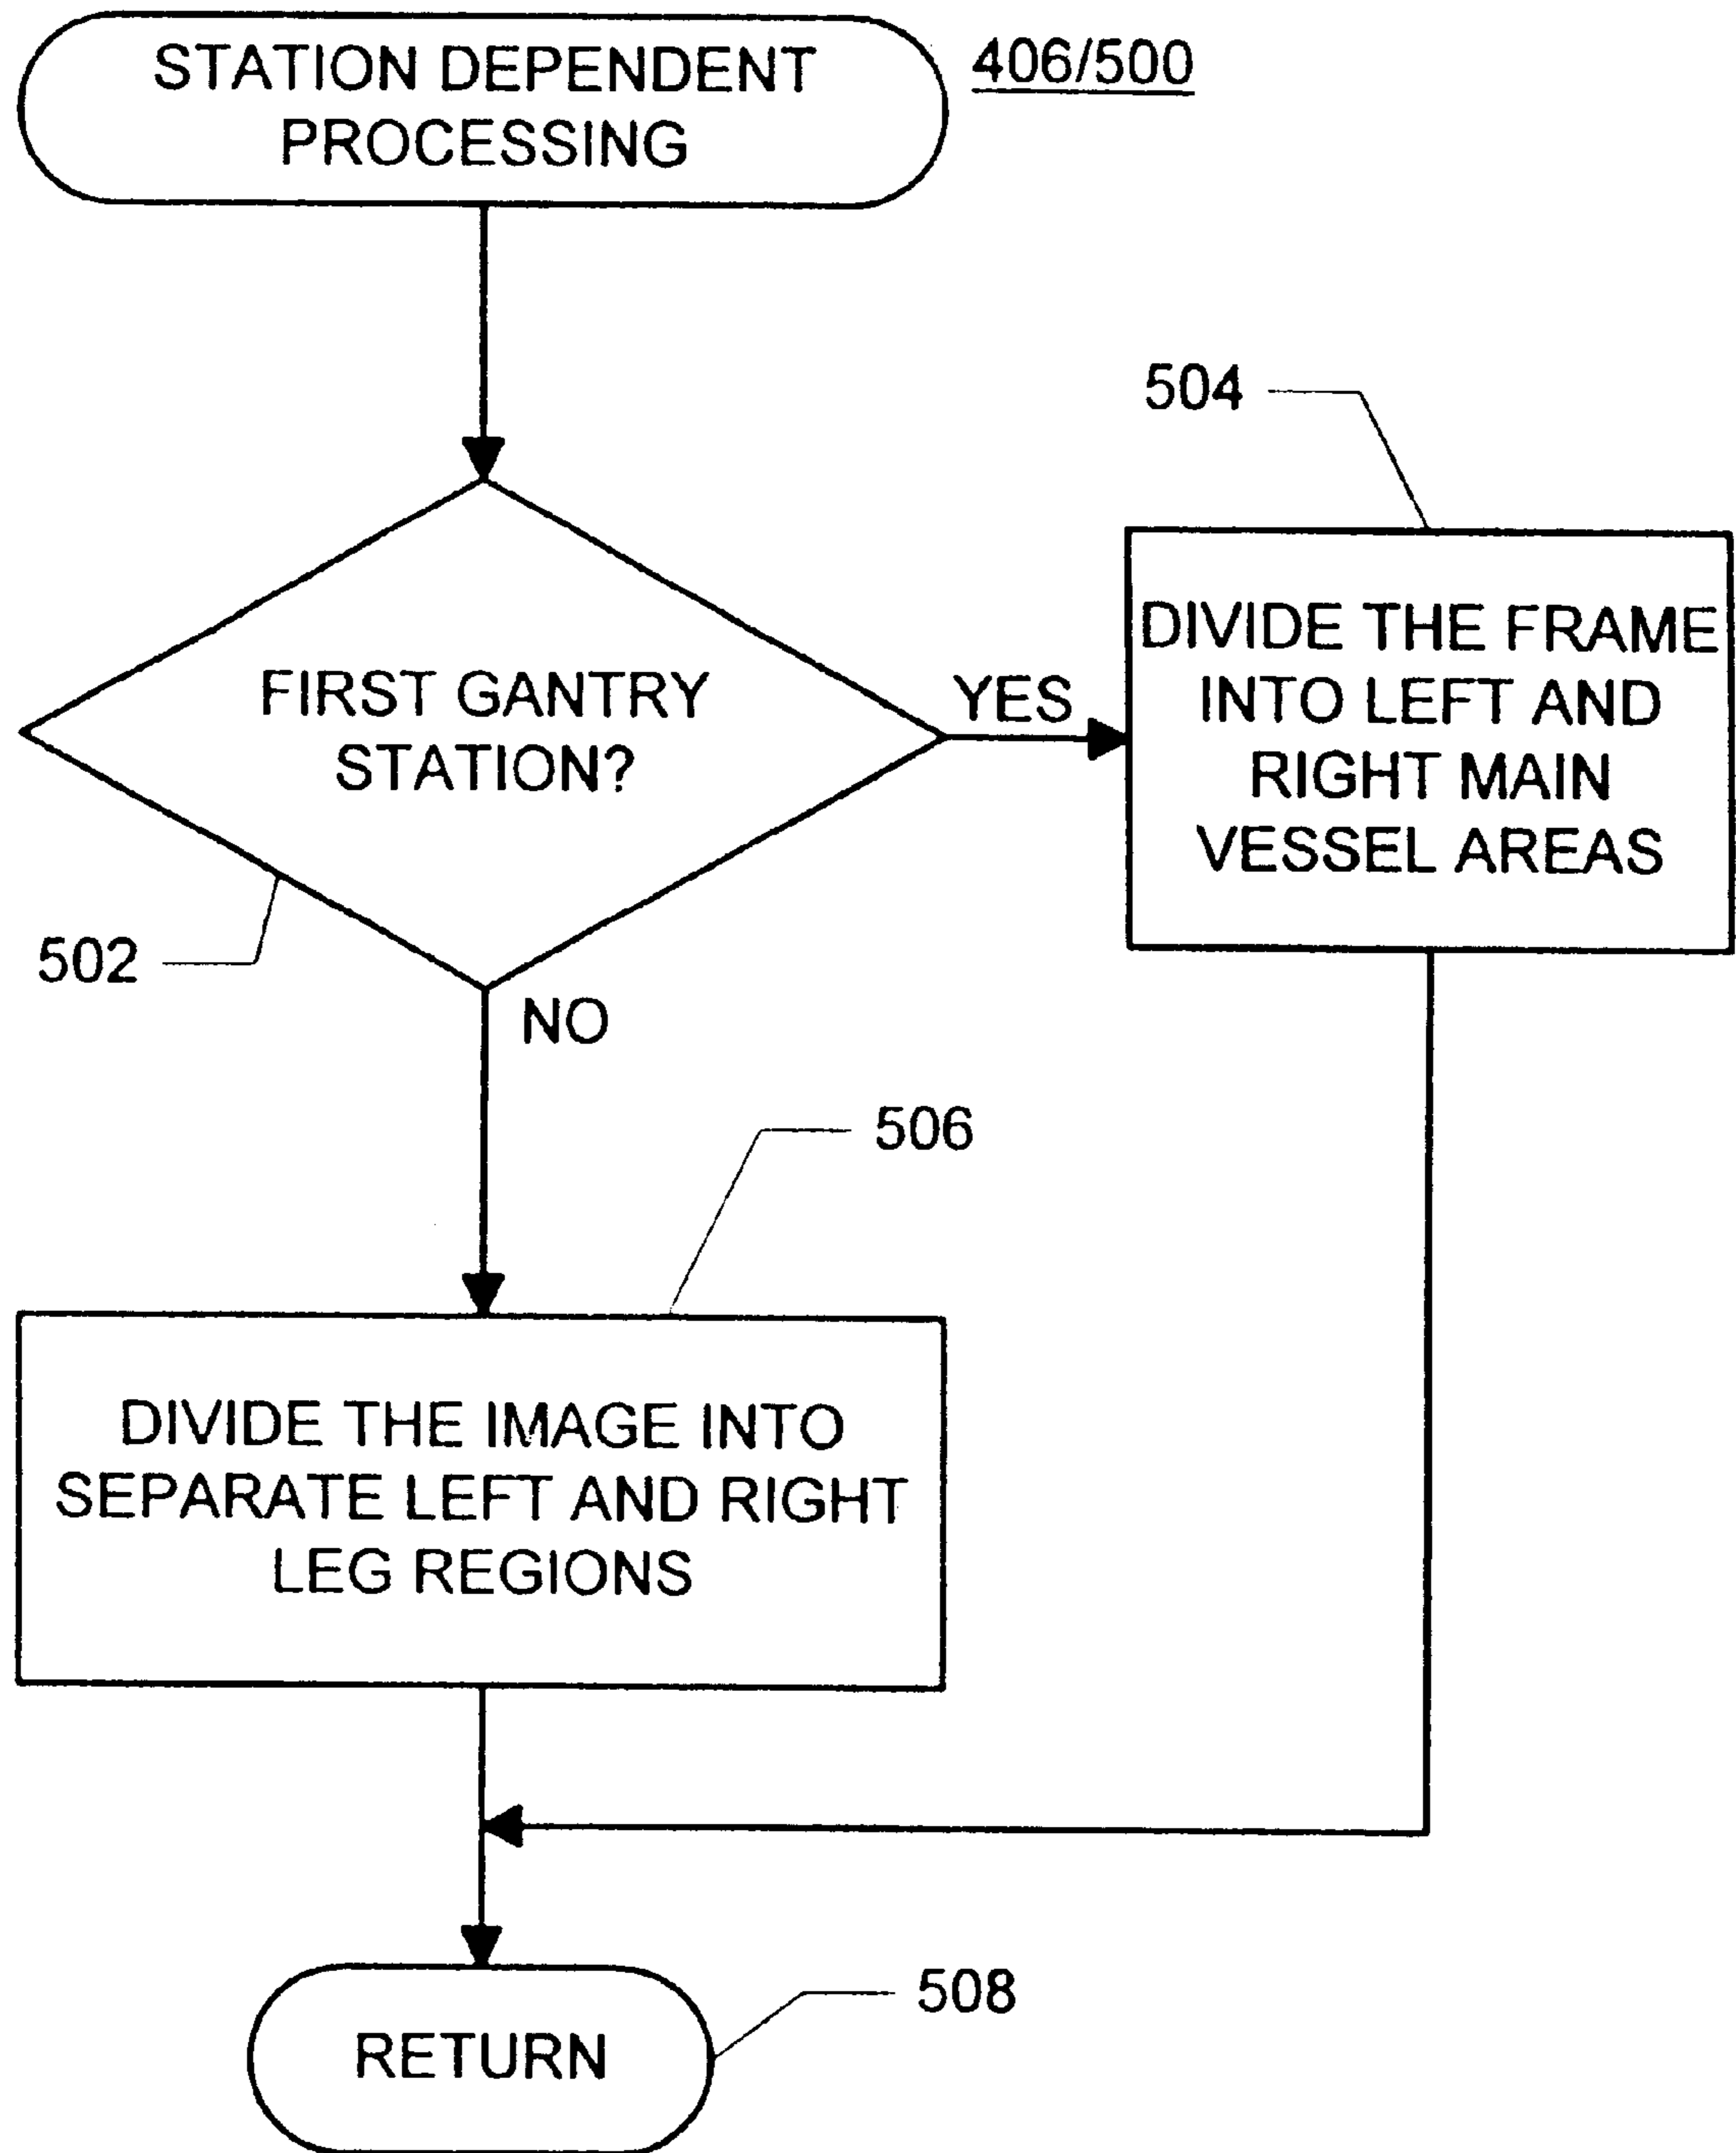 STATION DEPENDENT
PROCESSING
406/500
504
FIRST GANTRY
STATION?
YES
DIVIDE THE FRAME
INTO LEFT AND
RIGHT MAIN
VESSEL AREAS
502
NO
506
DIVIDE THE IMAGE INTO
SEPARATE LEFT AND RIGHT
LEG REGIONS
508
RETURN